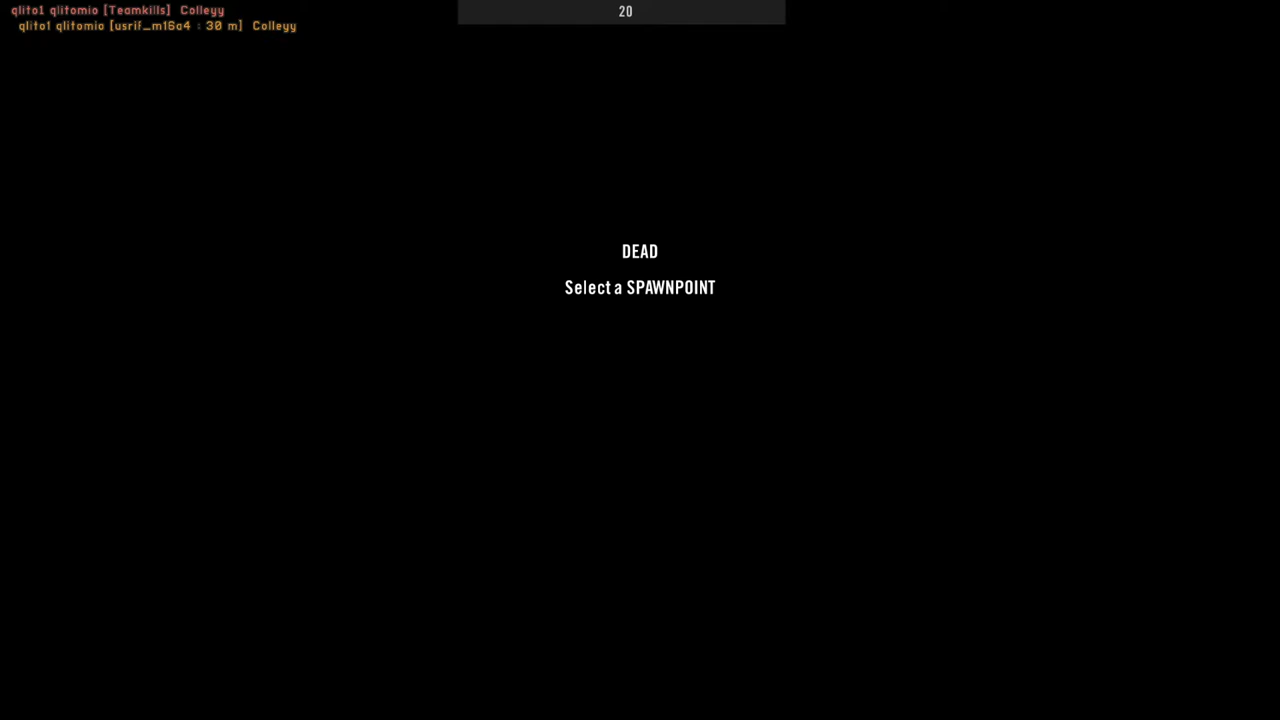 qlito1 qlitomio [Teamkills] Colleyy
20
qlito1 qlitomio [usrif_m16a4 : 30 m] Colleyy
DEAD
Select a SPAWNPOINT